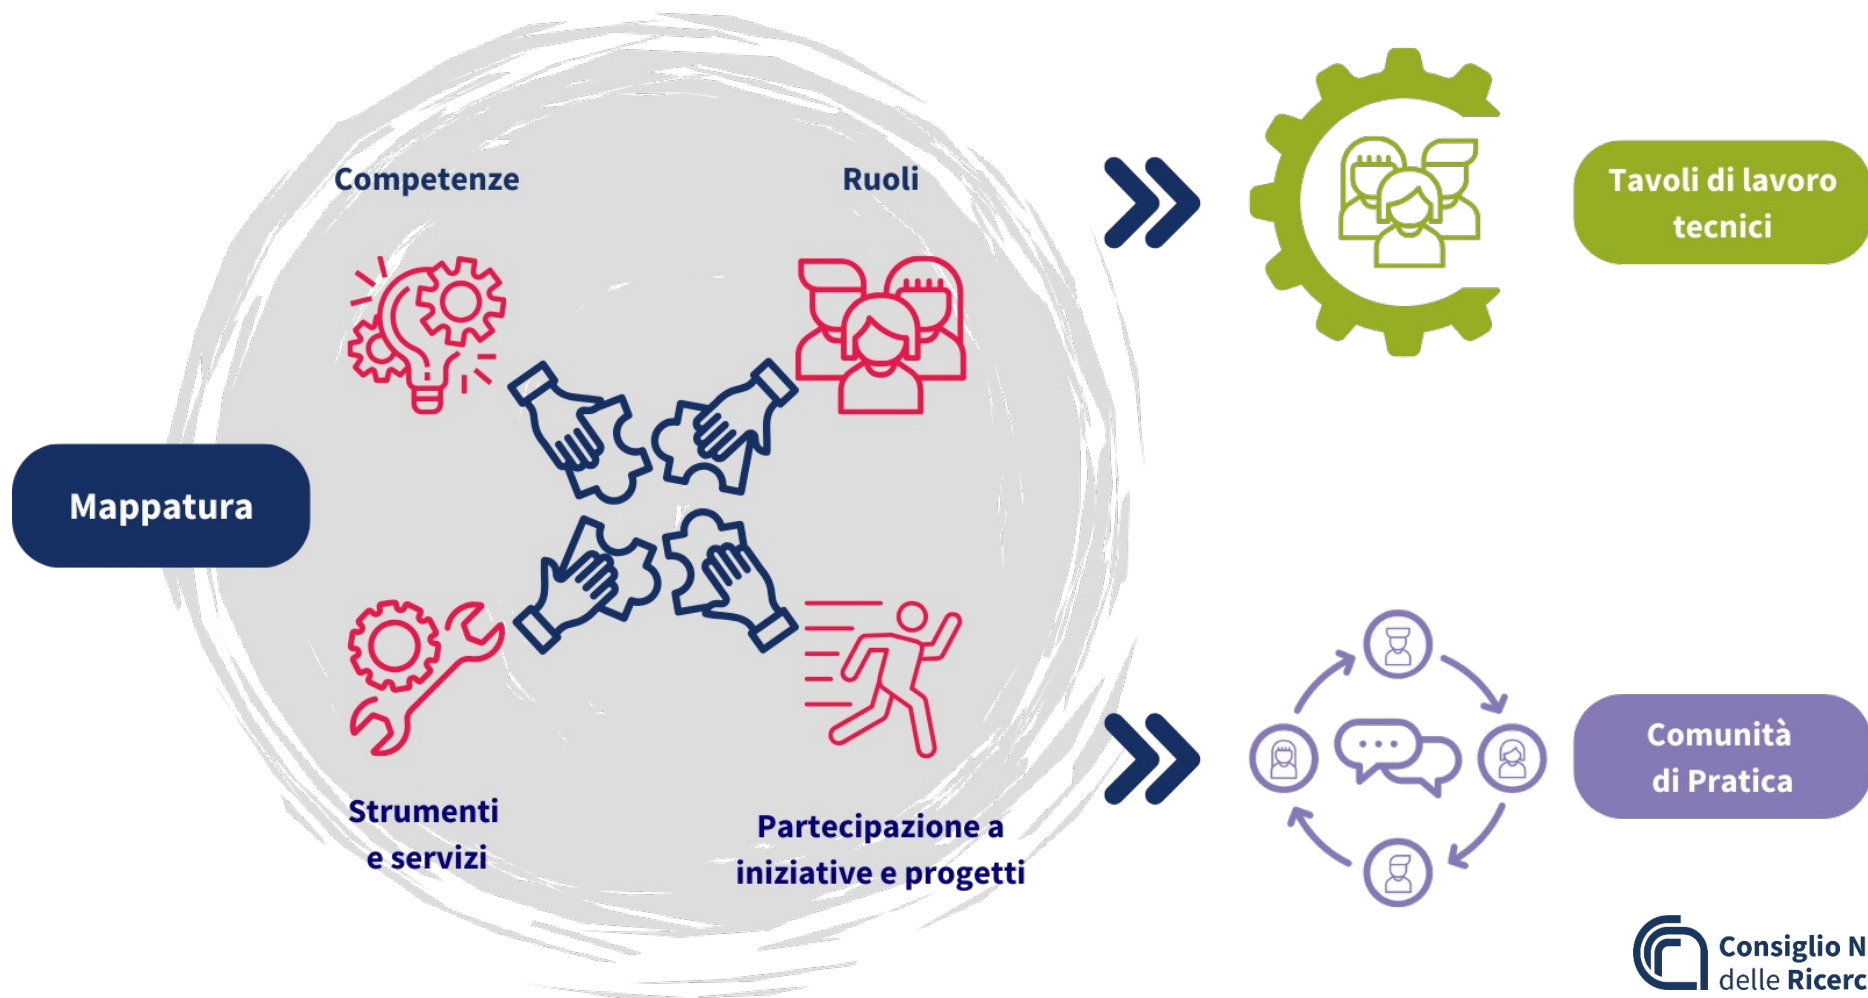 Competenze
Ruoli
Mappatura
Strumenti
e servizi
Partecipazione a
iniziative e progetti
Tavoli di lavoro
tecnici
Comunità
di Pratica
Consiglio N
delle Ricerc